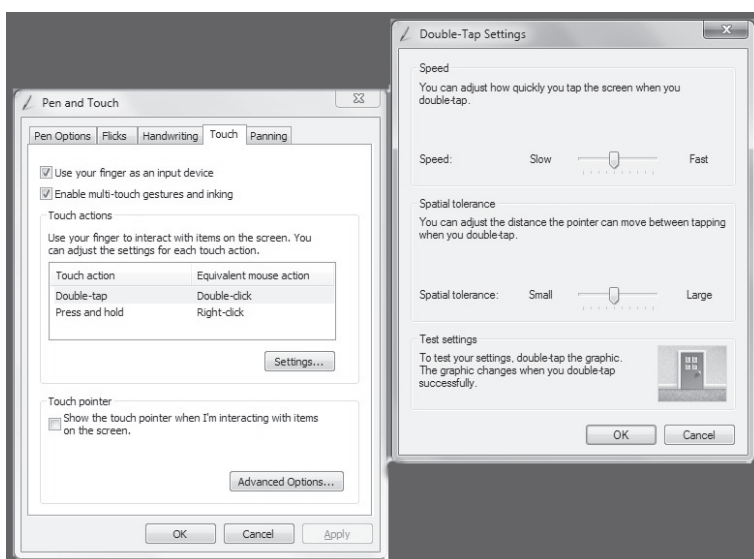 Pen and Touch
Pen Options
Flicks
Handwriting
Touch
Panning
Use your finger as an input device
Enable multi-touch gestures and inking
Touch actions
Use your finger to interact with items on the screen. You
can adjust the settings for each touch action.
Touch action Equivalent mouse action
Double-tap Double-click
Press and hold Right-click
Settings...
Touch pointer
Show the touch pointer when I'm interacting with items
on the screen.
Advanced Options...
OK Cancel Apply
Double-Tap Settings
Speed
You can adjust how quickly you tap the screen when you
double-tap.
Speed: Slow Fast
Spatial tolerance
You can adjust the distance the pointer can move between tapping
when you double-tap.
Spatial tolerance: Small Large
Test settings
To test your settings, double-tap the graphic.
The graphic changes when you double-tap
successfully.
OK Cancel